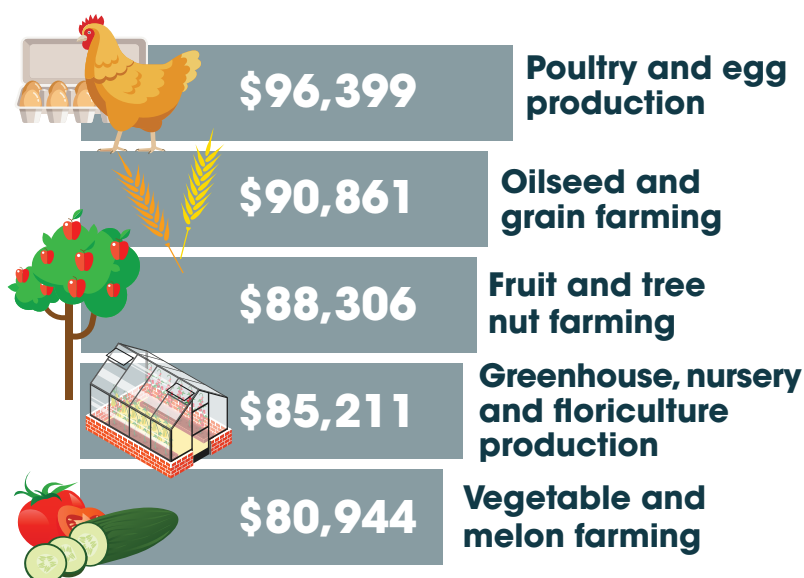 $96,399
Poultry and egg
production
$90,861
Oilseed and
grain farming
$88,306
Fruit and tree
nut farming
$85,211
Greenhouse, nursery
and floriculture
production
$80,944
Vegetable and
melon farming